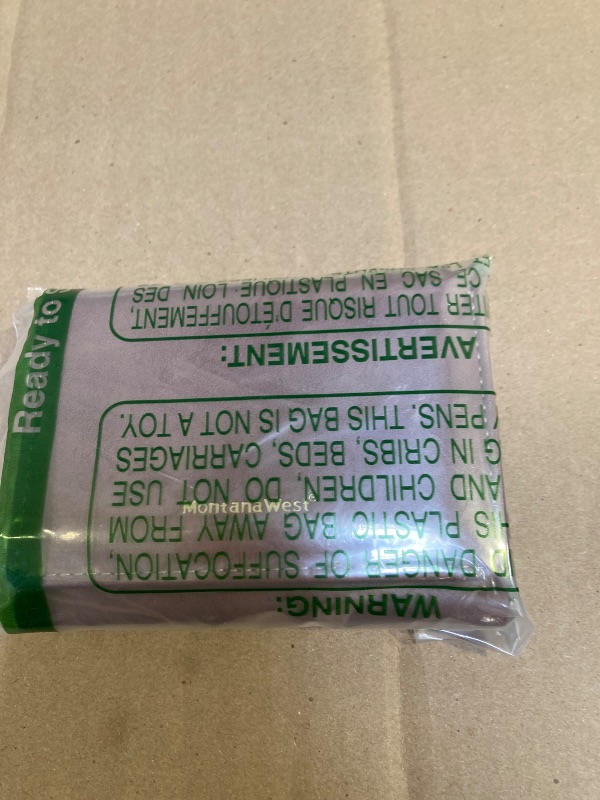 WARNING:
DANGER OF SUFFOCATION,
PLASTIC BAG AWAY FROM
AND CHILDREN, DO NOT USE
IN CRIBS, BEDS, CARRIAGES
PENS. THIS BAG IS NOT A TOY.
AVERTISSEMENT:
TOUT RISQUE D'ÉTOUFFEMENT,
CE SAC EN PLASTIQUE LOIN DES
Ready to
MontanaWest®